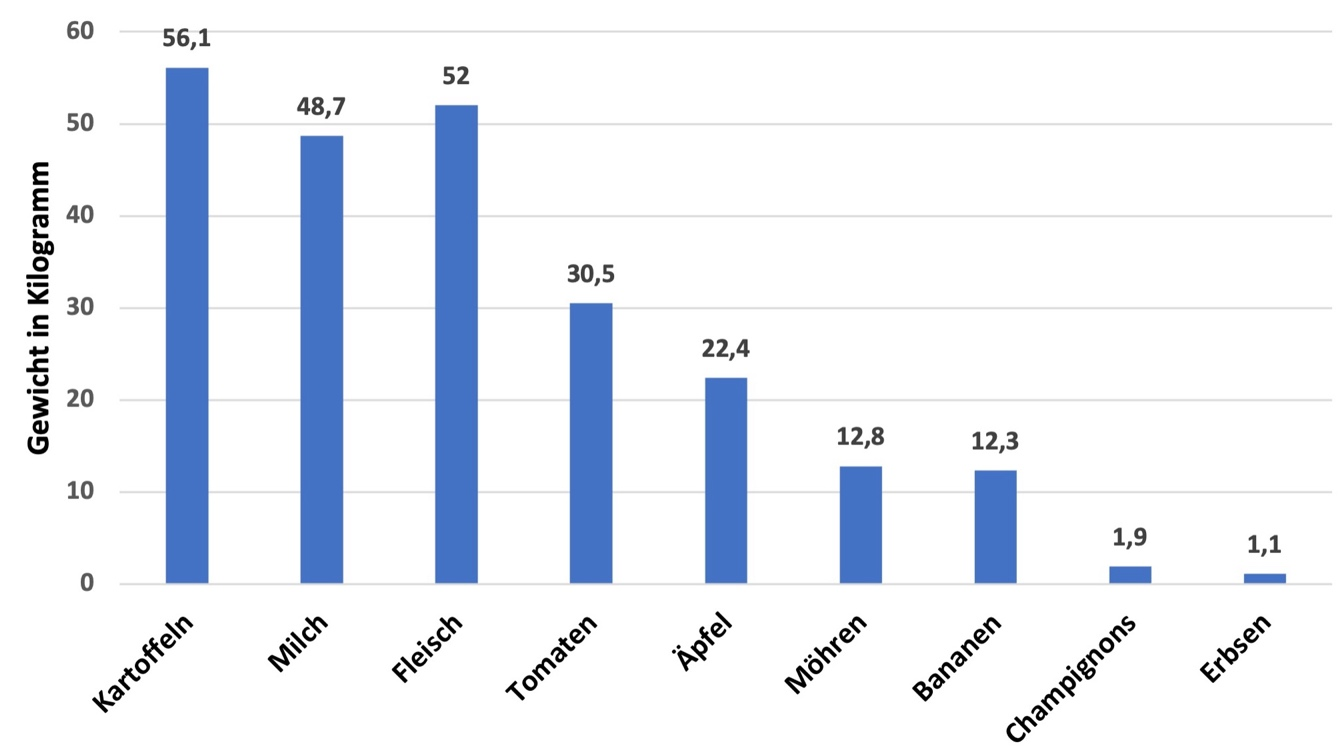 Gewicht in Kilogramm
60
50
40
30
20
10
0
56,1
48,7
52
30,5
22,4
12,8
12,3
1,9
1,1
Kartoffeln
Milch
Fleisch
Tomaten
Äpfel
Möhren
Bananen
Champignons
Erbsen